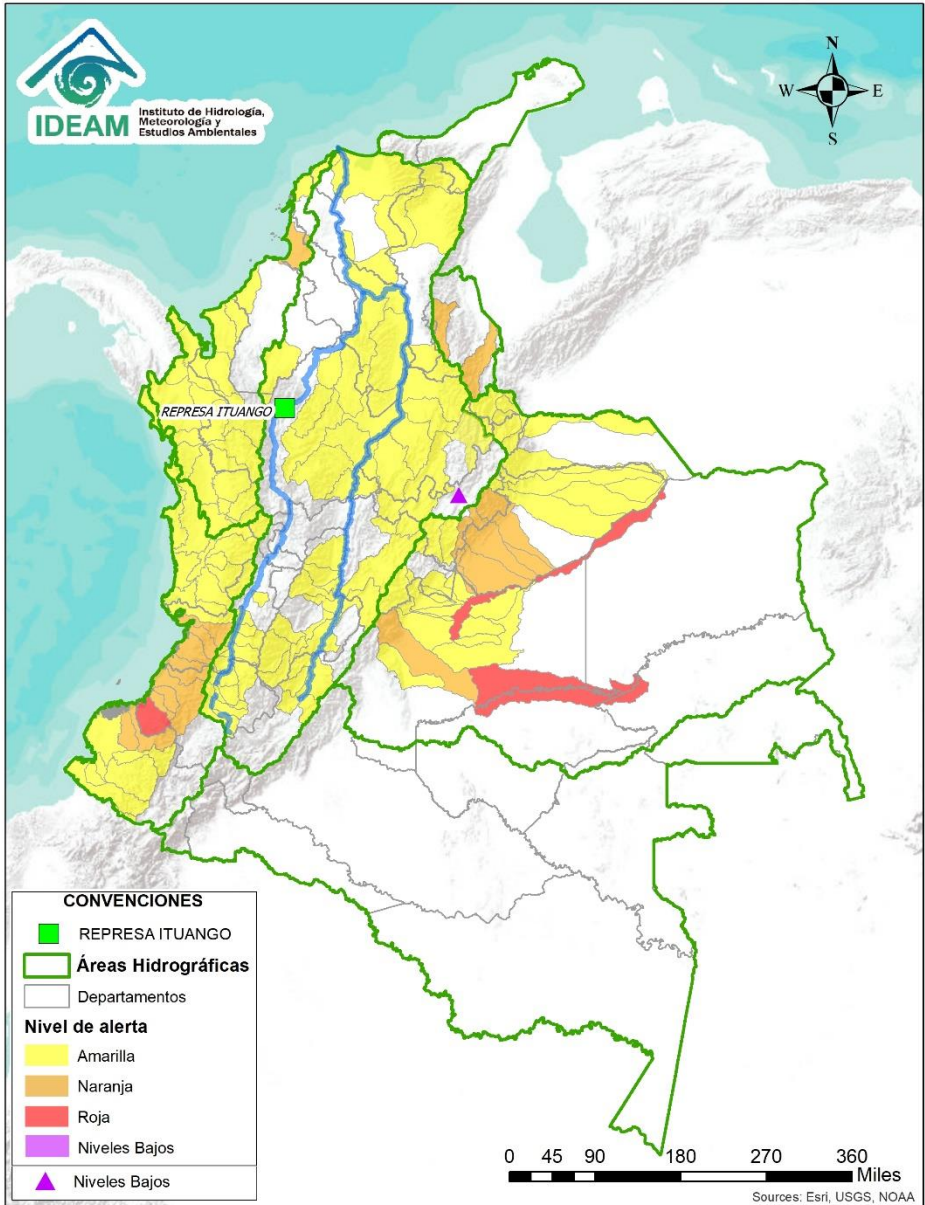 IDEAM
Instituto de Hidrología,
Meteorología y
Estudios Ambientales
N
W
E
S
REPRESA ITUANGO
CONVENCIONES
REPRESA ITUANGO
Áreas Hidrográficas
Departamentos
Nivel de alerta
Amarilla
Naranja
Roja
Niveles Bajos
Niveles Bajos
0 45 90 180 270 360
Miles
Sources: Esri, USGS, NOAA